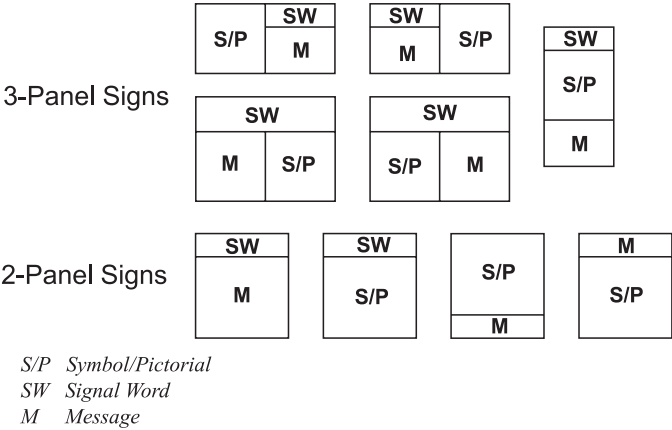 S/P SW M
SW M S/P
SW S/P M
3-Panel Signs
SW M S/P
SW S/P M
2-Panel Signs
SW M
SW S/P
S/P M
M S/P
S/P Symbol/Pictorial
SW Signal Word
M Message